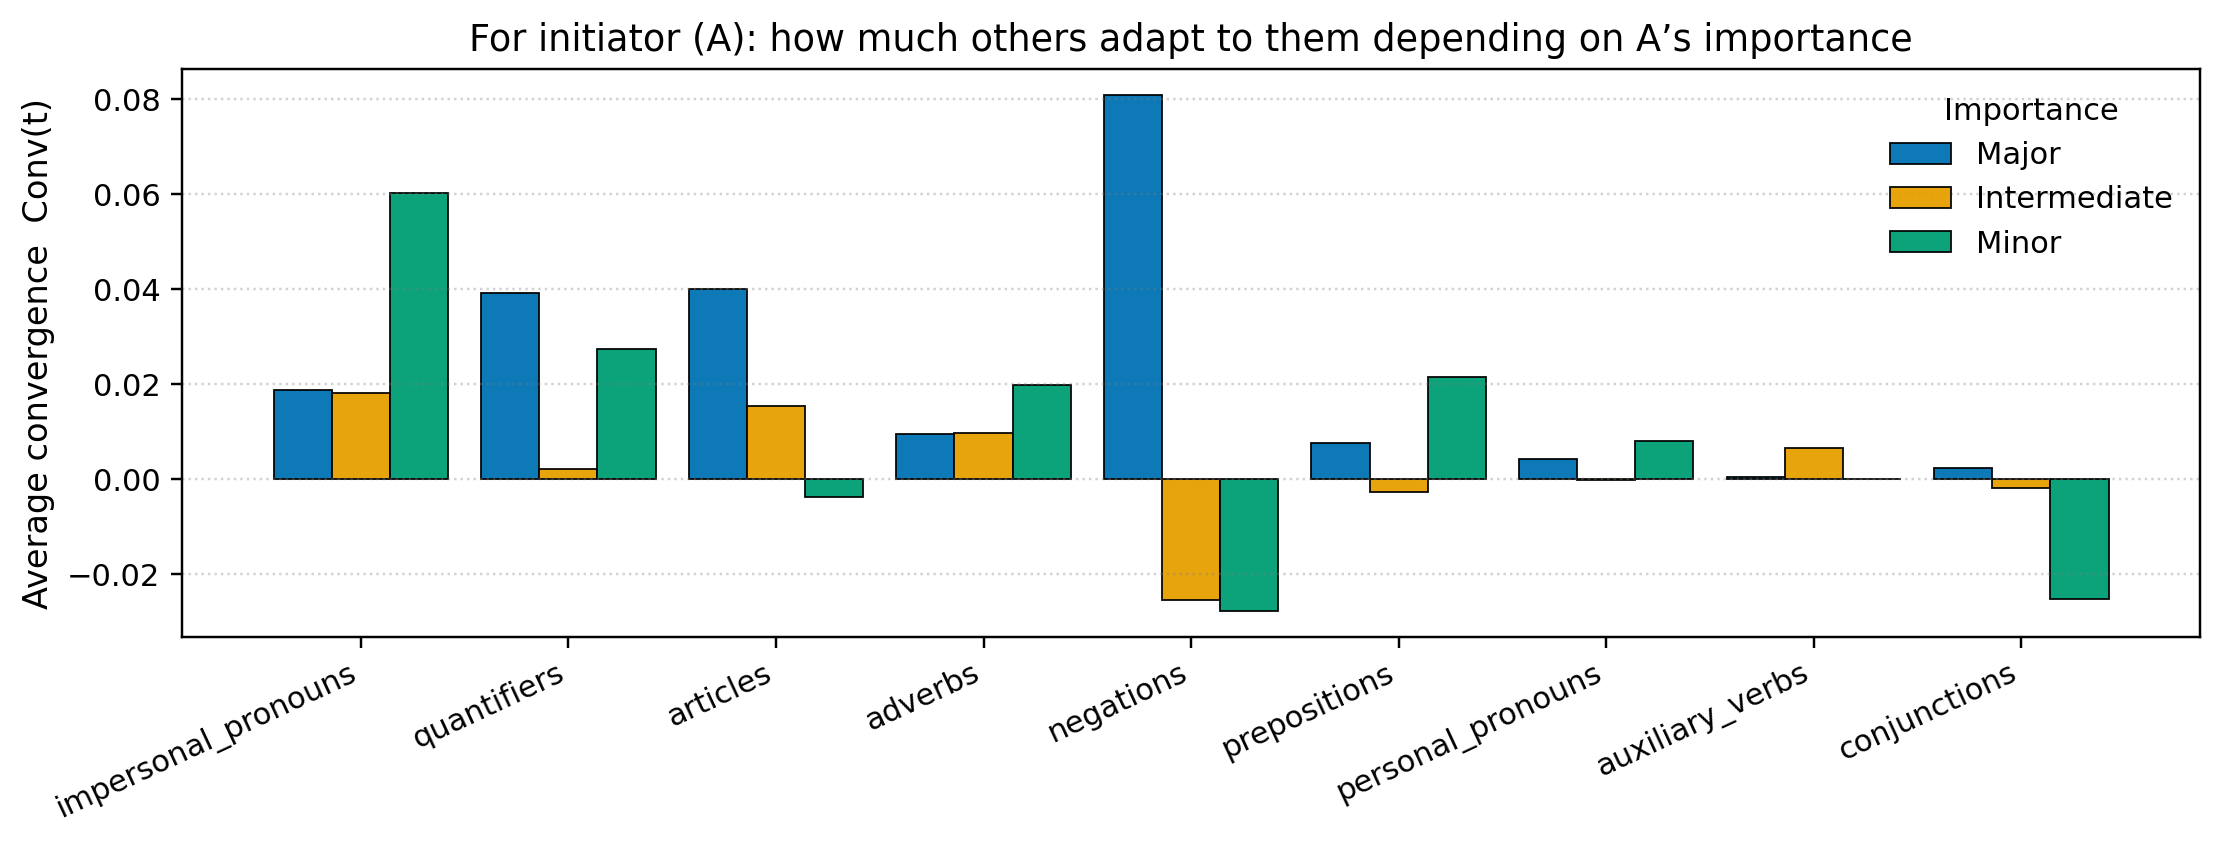 For initiator (A): how much others adapt to them depending on A’s importance
Average convergence  Conv(t)
0.08
0.06
0.04
0.02
0.00
−0.02
Importance
Major
Intermediate
Minor
impersonal_pronouns
quantifiers
articles
adverbs
negations
prepositions
personal_pronouns
auxiliary_verbs
conjunctions